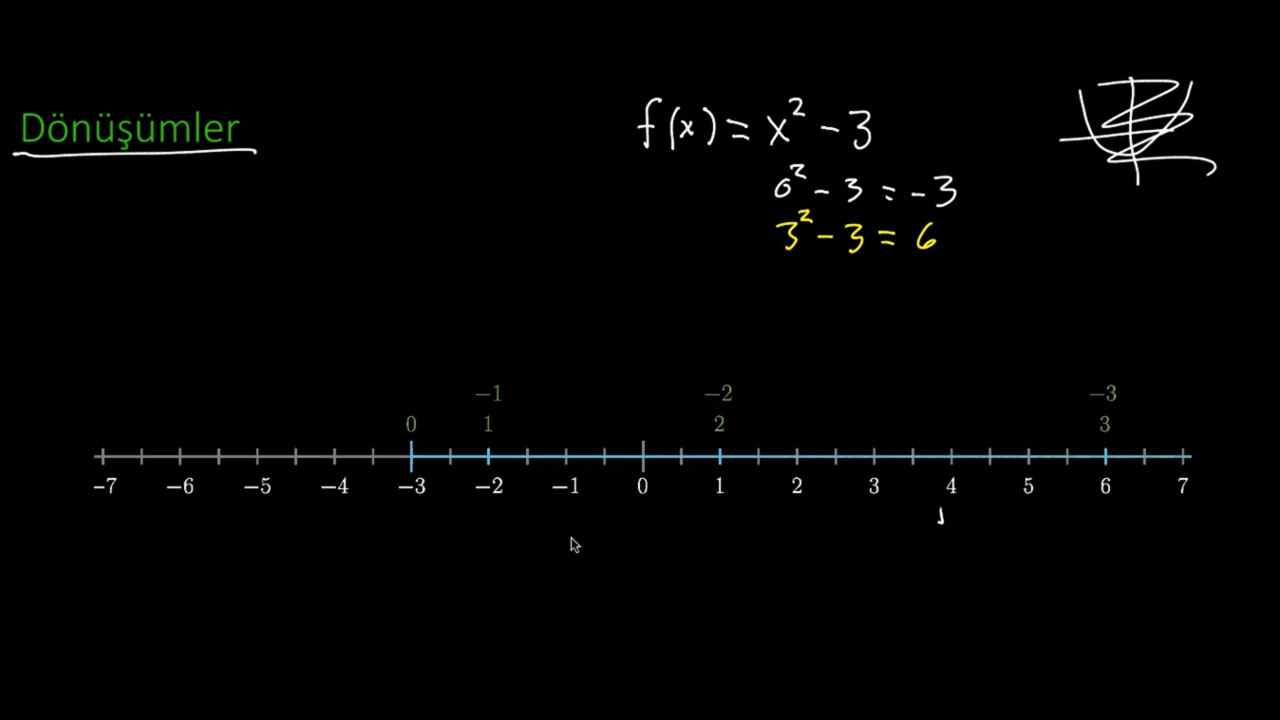 Dönüşümler
f(x) = x² - 3
0² - 3 = -3
3² - 3 = 6
−1 −2 −3
0 1 2 3
−7 −6 −5 −4 −3 −2 −1 0 1 2 3 4 5 6 7